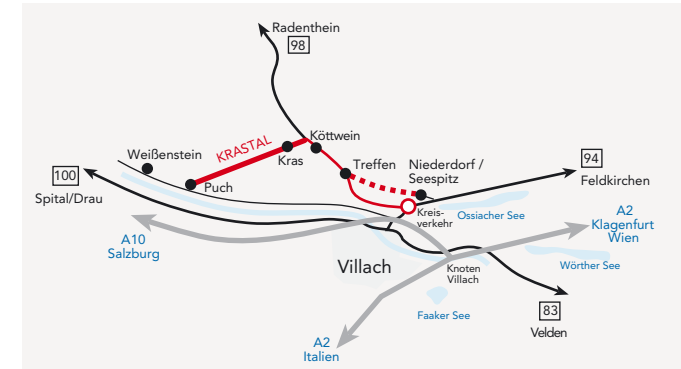 Radenthein
98
KRASTAL
Köttwein
Kras
Weißenstein
Treffen
Niederdorf /
Seespitz
94
Feldkirchen
100
Spital/Drau
Puch
Kreis-
verkehr
Ossiacher See
A2
Klagenfurt
Wien
A10
Salzburg
Villach
Knoten
Villach
Wörther See
Faaker See
83
Velden
A2
Italien